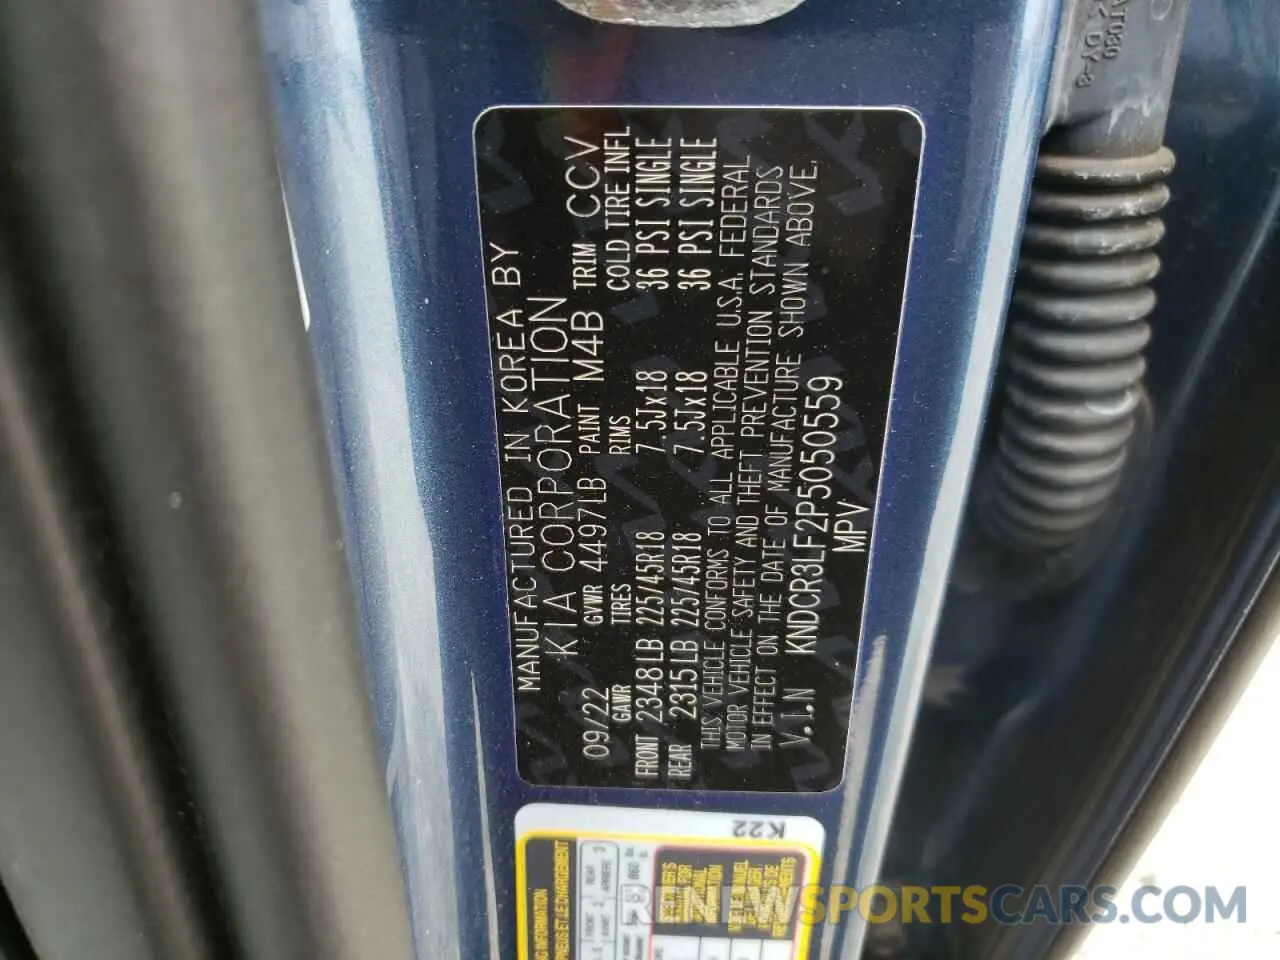 MANUFACTURED IN KOREA BY
KIA CORPORATION
09/22 GVWR 4497LB PAINT M4B TRIM CCV
GAWR TIRES RIMS COLD TIRE INFL
FRONT 2348LB 225/45R18 7.5Jx18 36 PSI SINGLE
REAR 2315LB 225/45R18 7.5Jx18 36 PSI SINGLE
THIS VEHICLE CONFORMS TO ALL APPLICABLE U.S.A. FEDERAL
MOTOR VEHICLE SAFETY AND THEFT PREVENTION STANDARDS
IN EFFECT ON THE DATE OF MANUFACTURE SHOWN ABOVE.
V.I.N KNDCR3LF2P5050559
MPV
K22
DY-3
RENEWSPORTSCARS.COM